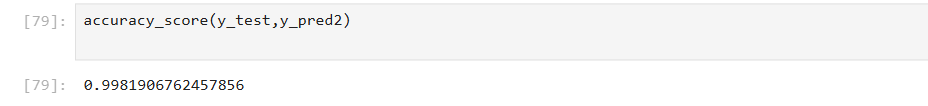 [79]: accuracy_score(y_test,y_pred2)
[79]: 0.9981906762457856